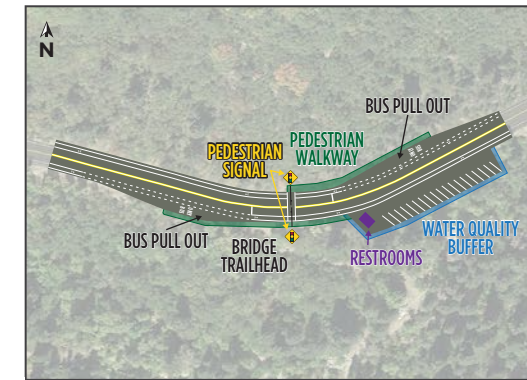 N
BUS PULL OUT
PEDESTRIAN
SIGNAL
PEDESTRIAN
WALKWAY
BUS PULL OUT
BRIDGE
TRAILHEAD
RESTROOMS
WATER QUALITY
BUFFER